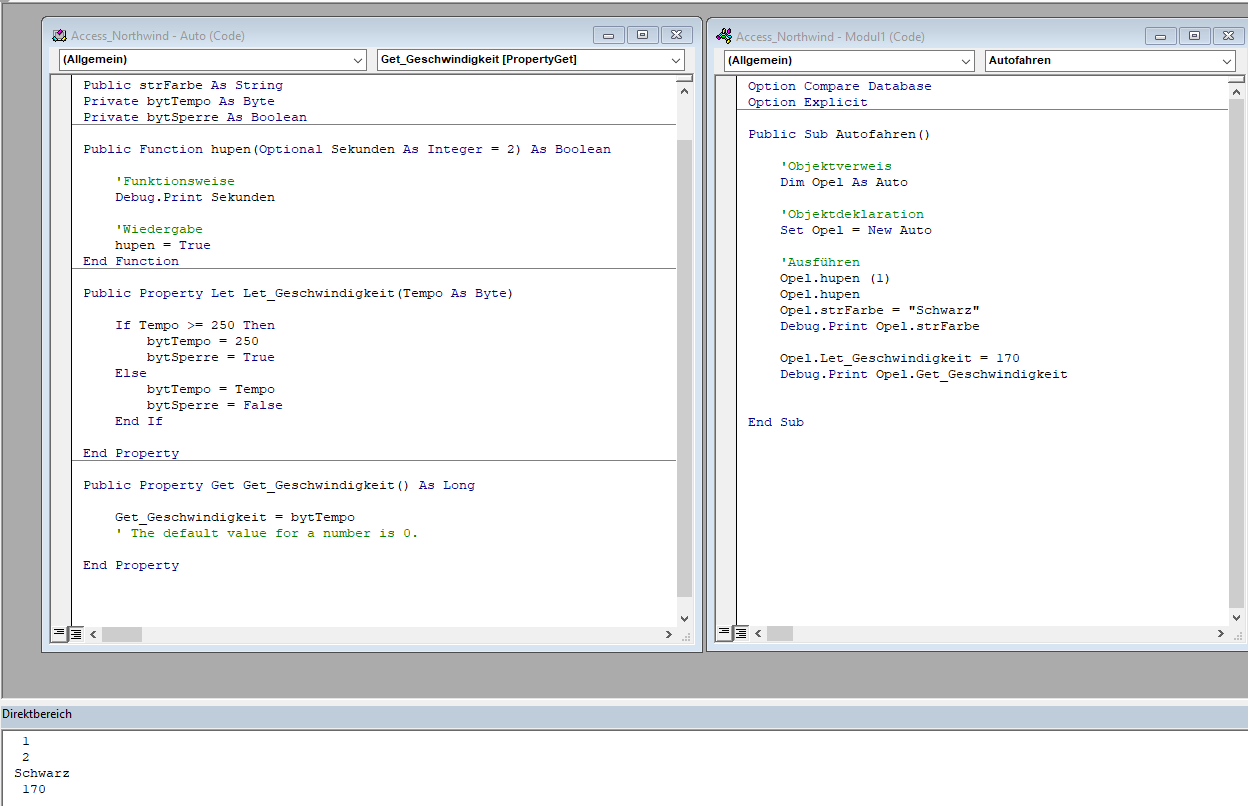 Access_Northwind - Auto (Code)
(Allgemein)
Get_Geschwindigkeit [PropertyGet]
Public strFarbe As String
Private bytTempo As Byte
Private bytSperre As Boolean
Public Function hupen(Optional Sekunden As Integer = 2) As Boolean
'Funktionsweise
Debug.Print Sekunden
'Wiedergabe
hupen = True
End Function
Public Property Let Let_Geschwindigkeit(Tempo As Byte)
If Tempo >= 250 Then
bytTempo = 250
bytSperre = True
Else
bytTempo = Tempo
bytSperre = False
End If
End Property
Public Property Get Get_Geschwindigkeit() As Long
Get_Geschwindigkeit = bytTempo
' The default value for a number is 0.
End Property
Access_Northwind - Modul1 (Code)
(Allgemein)
Autofahren
Option Compare Database
Option Explicit
Public Sub Autofahren()
'Objektverweis
Dim Opel As Auto
'Objektdeklaration
Set Opel = New Auto
'Ausführen
Opel.hupen (1)
Opel.hupen
Opel.strFarbe = "Schwarz"
Debug.Print Opel.strFarbe
Opel.Let_Geschwindigkeit = 170
Debug.Print Opel.Get_Geschwindigkeit
End Sub
Direktbereich
1
2
Schwarz
170